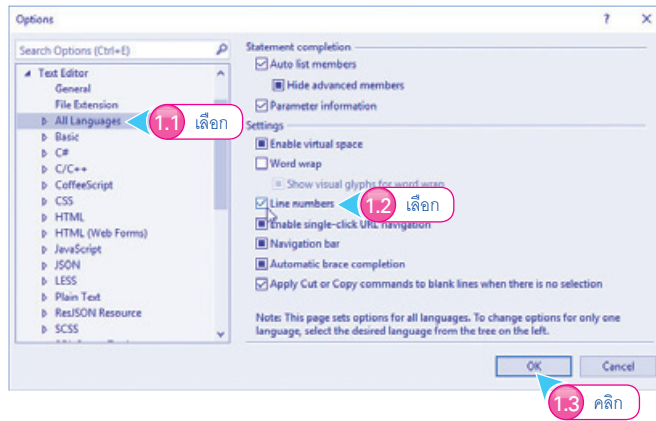 Options
Search Options (Ctrl+E)
Text Editor
General
File Extension
All Languages
1.1 เลือก
Basic
C#
C/C++
CoffeeScript
CSS
HTML
HTML (Web Forms)
JavaScript
JSON
LESS
Plain Text
ResJSON Resource
SCSS
Statement completion
Auto list members
Hide advanced members
Parameter information
Settings
Enable virtual space
Word wrap
Show visual glyphs for word wrap
Line numbers
1.2 เลือก
Enable single-click URL navigation
Navigation bar
Automatic brace completion
Apply Cut or Copy commands to blank lines when there is no selection
Note: This page sets options for all languages. To change options for only one
language, select the desired language from the tree on the left.
OK
Cancel
1.3 คลิก